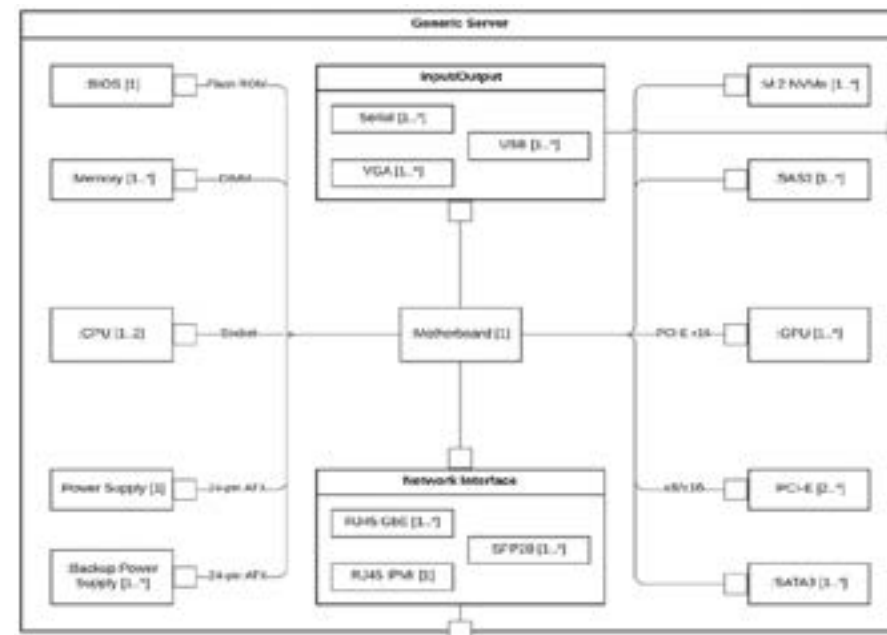 Generic Server
:BIOS [1]
Flash ROM
Input/Output
Serial [1..*]
USB [1..*]
VGA [1..*]
:M.2 NVMe [1..*]
Memory [1..*]
DIMM
:SAS3 [1..*]
:CPU [1..2]
Socket
Motherboard [1]
PCI-E x16
:GPU [1..*]
Power Supply [1]
24-pin ATX
Network Interface
RJ45 GbE [1..*]
SFP28 [1..*]
RJ45 IPMI [1]
x8/x16
PCI-E [2..*]
:Backup Power
Supply [1..*]
24-pin ATX
:SATA3 [1..*]